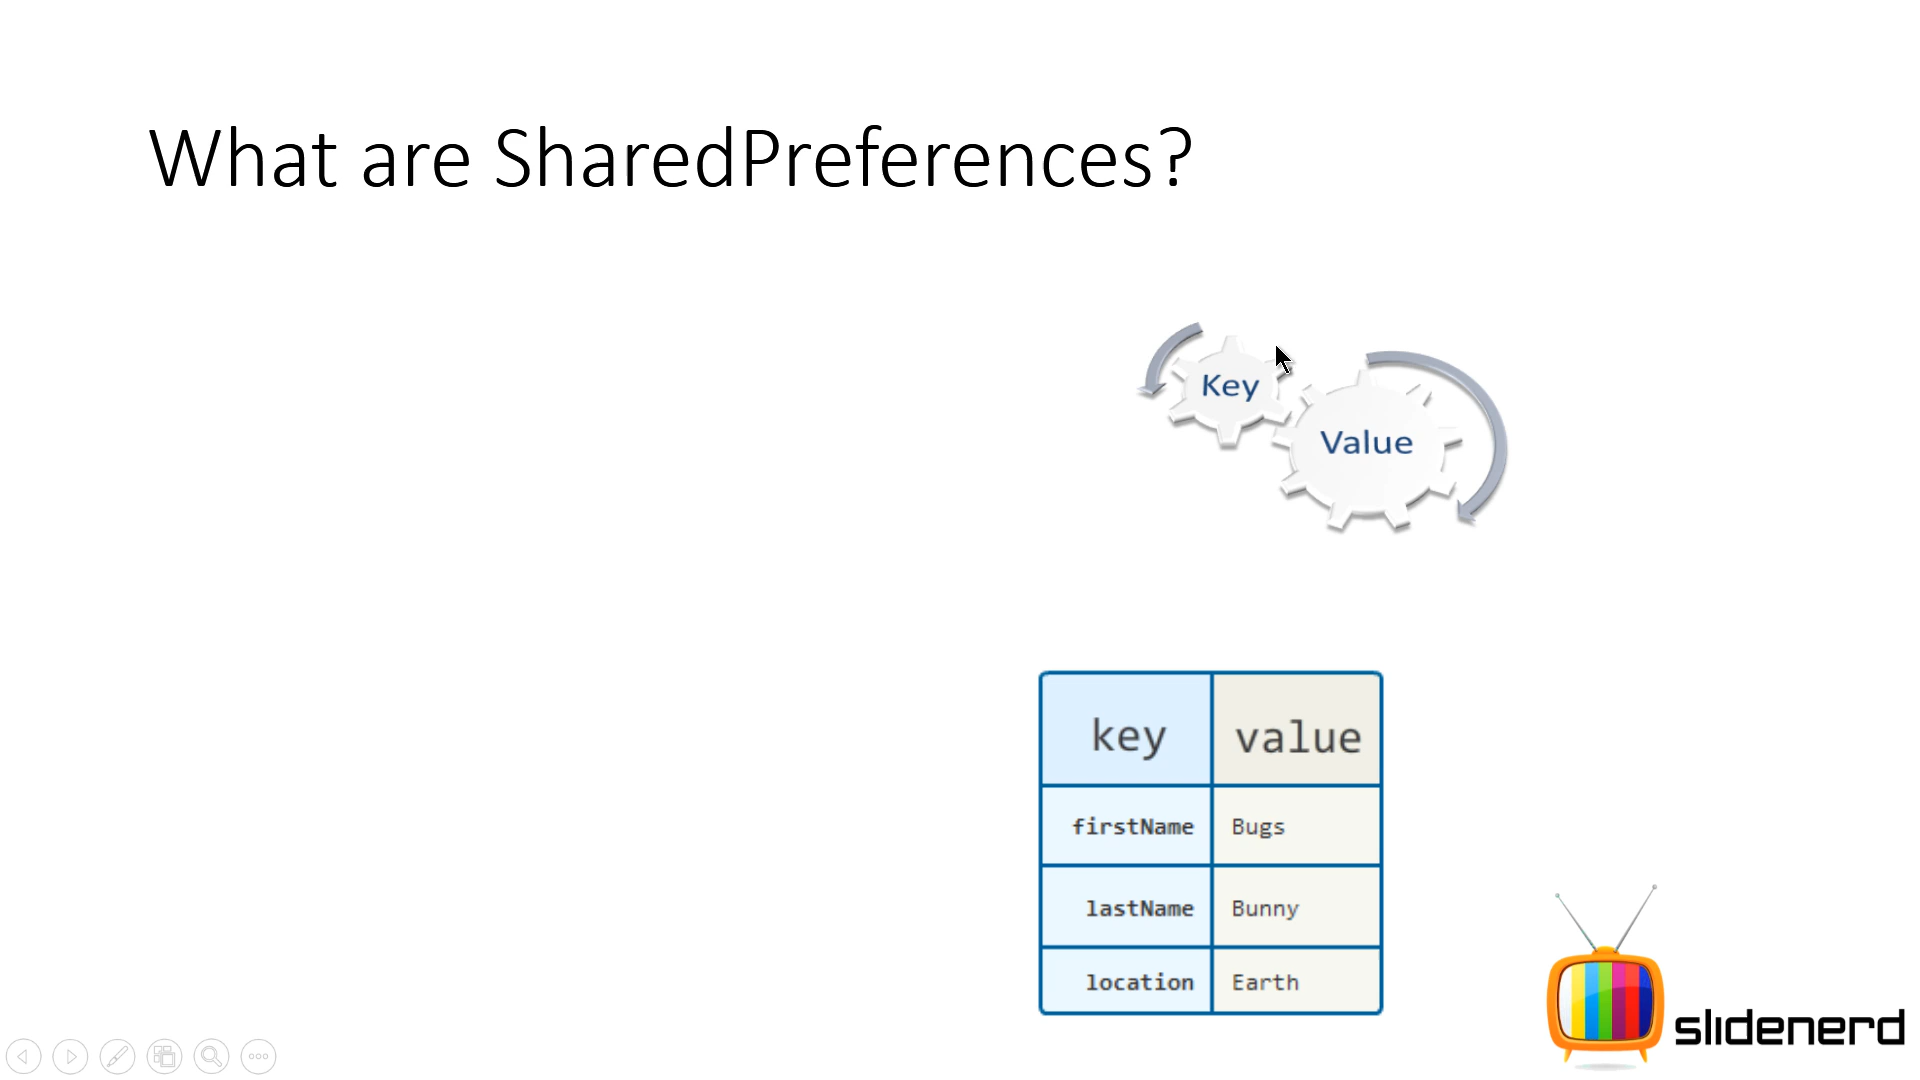 What are SharedPreferences?
Key
Value
key value
firstName Bugs
lastName Bunny
location Earth
slidenerd